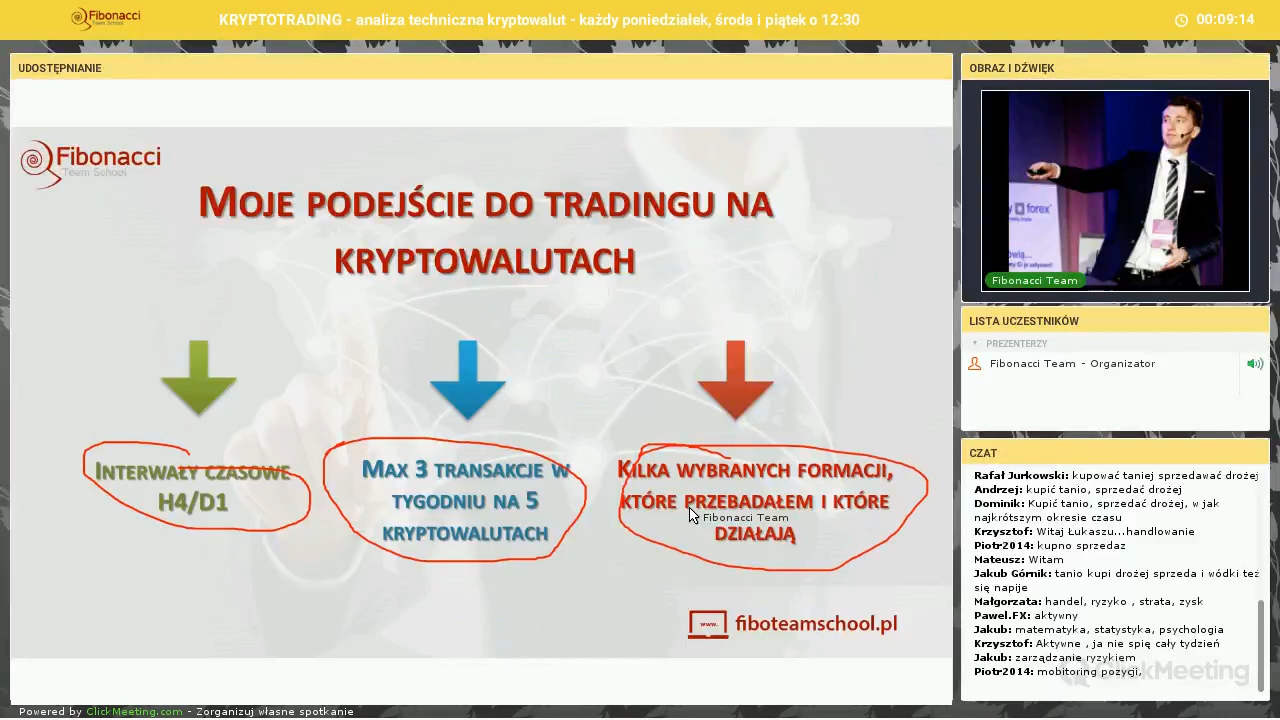 Fibonacci
Team School
KRYPTOTRADING - analiza techniczna kryptowalut - każdy poniedziałek, środa i piątek o 12:30
00:09:14
UDOSTĘPNIANIE
Fibonacci
Team School
MOJE PODEJŚCIE DO TRADINGU NA
KRYPTOWALUTACH
INTERWAŁY CZASOWE
H4/D1
MAX 3 TRANSAKCJE W
TYGODNIU NA 5
KRYPTOWALUTACH
KILKA WYBRANYCH FORMACJI,
KTÓRE PRZEBADAŁEM I KTÓRE
Fibonacci Team
DZIAŁAJĄ
www.
fiboteamschool.pl
OBRAZ I DŹWIĘK
forex
Fibonacci Team
LISTA UCZESTNIKÓW
PREZENTERZY
Fibonacci Team - Organizator
CZAT
Rafał Jurkowski: kupować taniej sprzedawać drożej
Andrzej: kupić tanio, sprzedać drożej
Dominik: Kupić tanio, sprzedać drożej, w jak
najkrótszym okresie czasu
Krzysztof: Witaj Łukaszu...handlowanie
Piotr2014: kupno sprzedaz
Mateusz: Witam
Jakub Górnik: tanio kupi drożej sprzeda i wódki też
się napije
Małgorzata: handel, ryzyko , strata, zysk
Pawel.FX: aktywny
Jakub: matematyka, statystyka, psychologia
Krzysztof: Aktywne , ja nie spię cały tydzień
Jakub: zarządzanie ryzykiem
Piotr2014: mobitoring pozycji,
ClickMeeting
Powered by ClickMeeting.com - Zorganizuj własne spotkanie